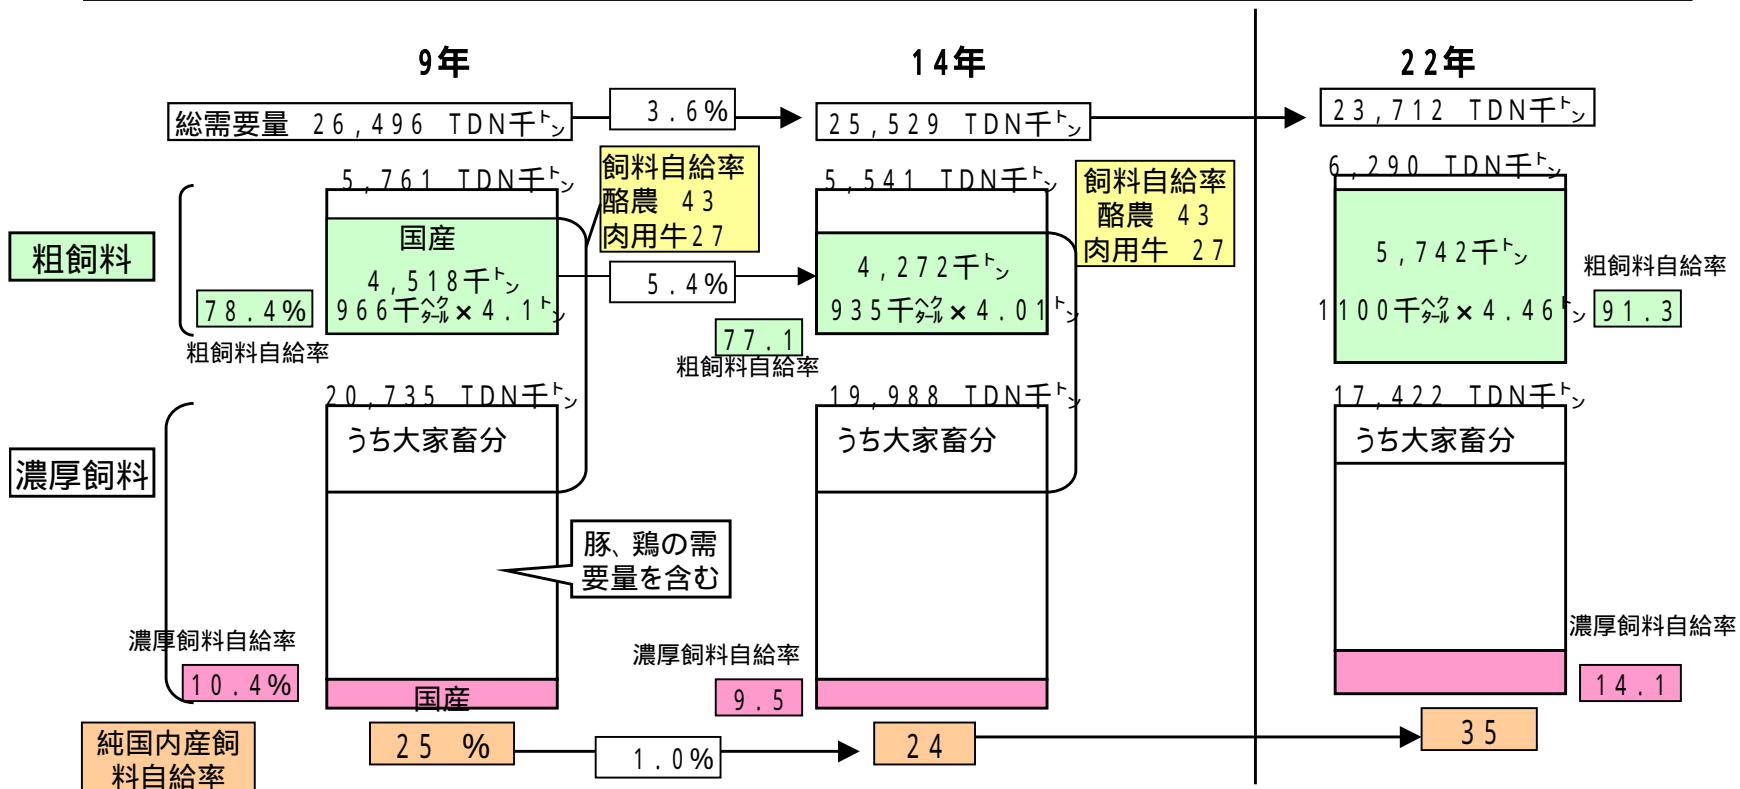 9年
14年
22年
総需要量 26,496 TDN千トン
3.6%
25,529 TDN千トン
23,712 TDN千トン
5,761 TDN千トン
飼料自給率
酪農 43
肉用牛27
5,541 TDN千トン
飼料自給率
酪農 43
肉用牛 27
6,290 TDN千トン
粗飼料
国産
4,518千トン
966千ヘクタール×4.1トン
5.4%
4,272千トン
935千ヘクタール×4.01トン
5,742千トン
1100千ヘクタール×4.46トン
粗飼料自給率
91.3
78.4%
粗飼料自給率
77.1
粗飼料自給率
20,735 TDN千トン
19,988 TDN千トン
17,422 TDN千トン
うち大家畜分
うち大家畜分
うち大家畜分
濃厚飼料
豚、鶏の需
要量を含む
濃厚飼料自給率
10.4%
国産
濃厚飼料自給率
9.5
濃厚飼料自給率
14.1
純国内産飼
料自給率
25 %
1.0%
24
35